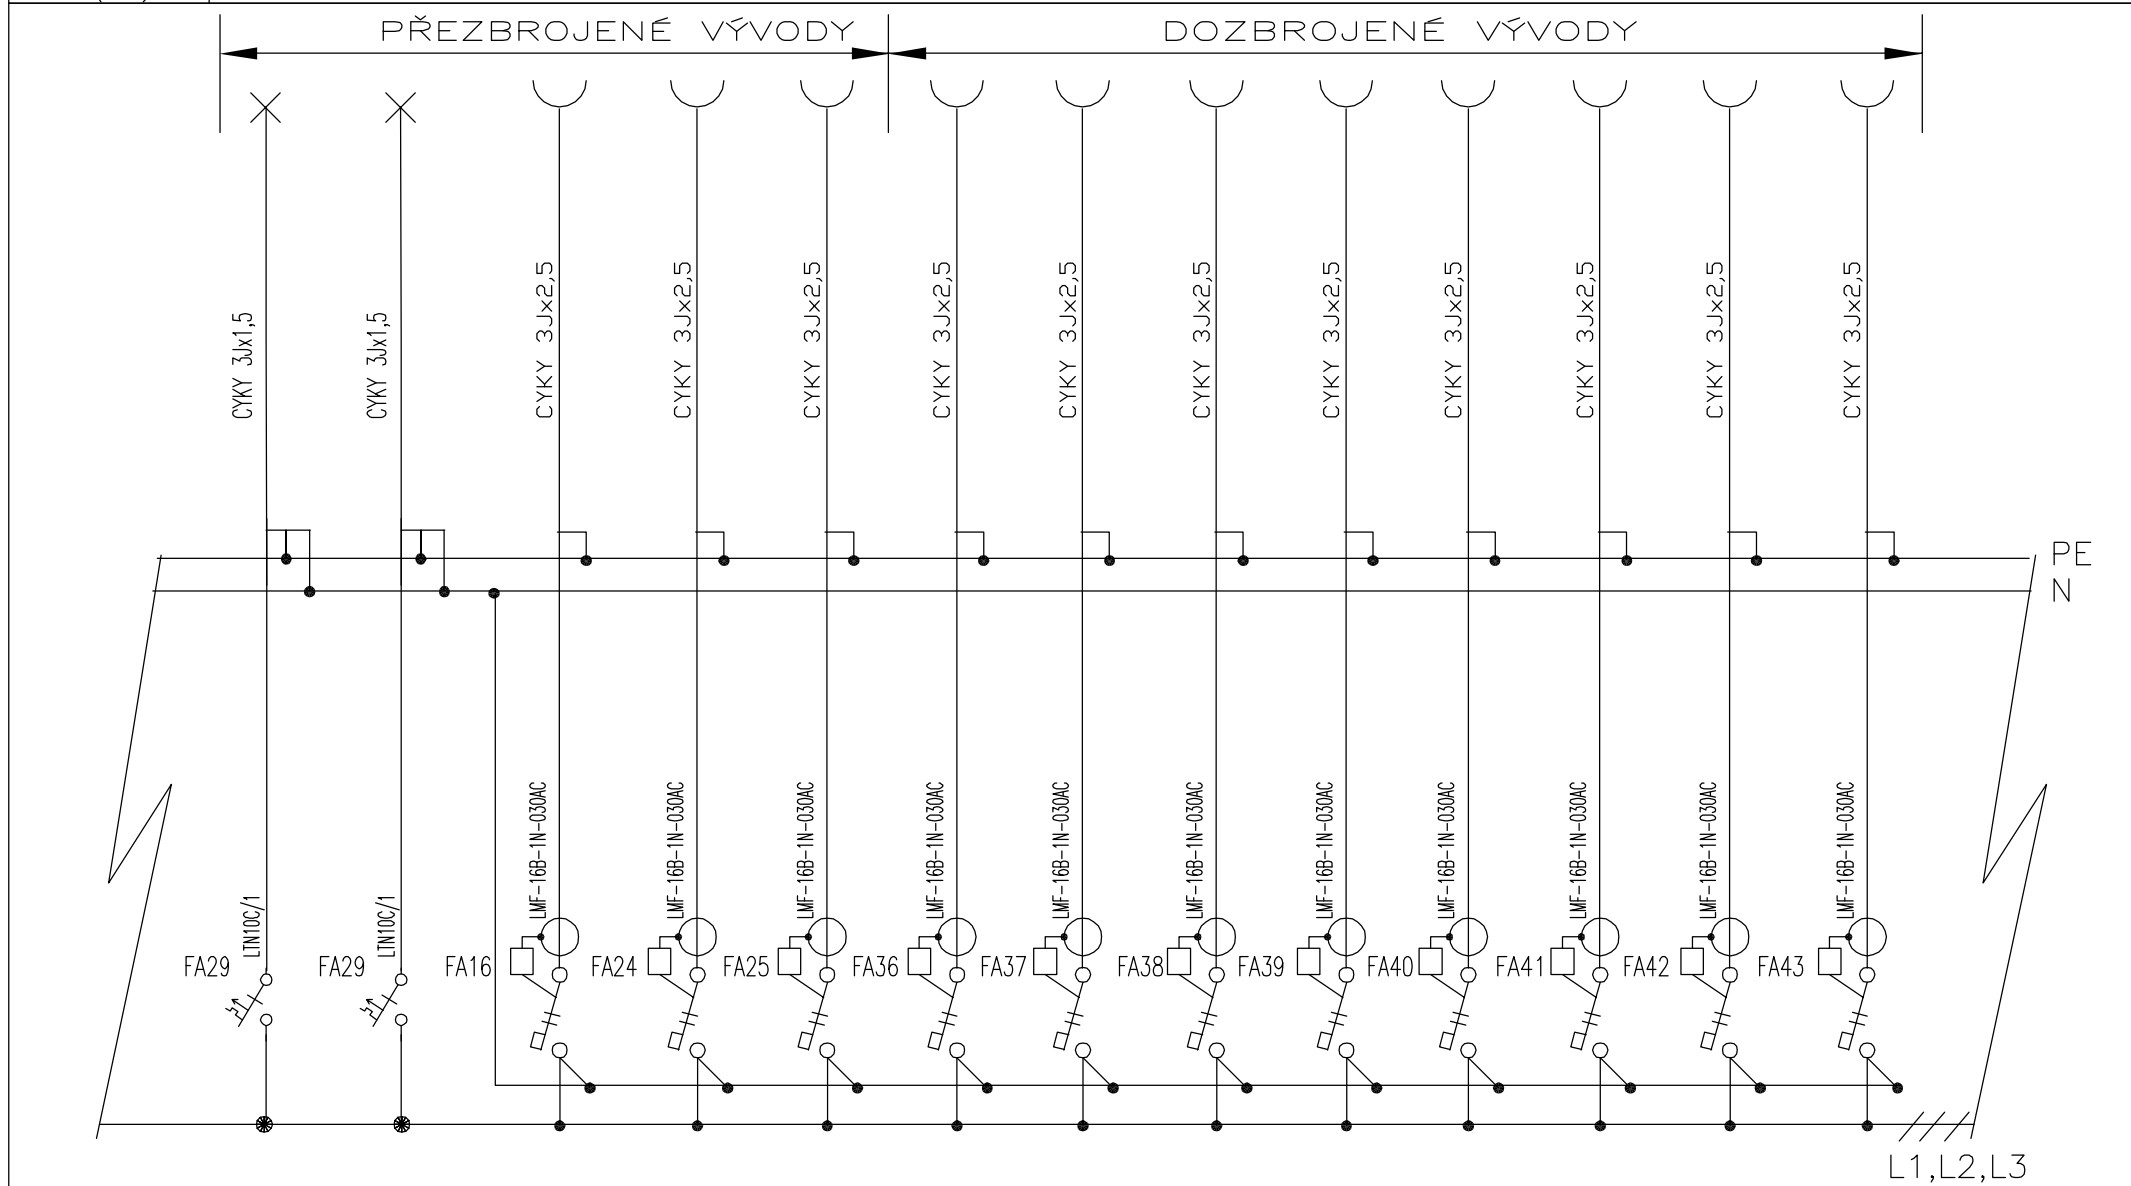 PŘEZBROJENÉ VÝVODY
DOZBROJENÉ VÝVODY
CYKY 3Jx1,5
CYKY 3Jx1,5
CYKY 3Jx2,5
CYKY 3Jx2,5
CYKY 3Jx2,5
CYKY 3Jx2,5
CYKY 3Jx2,5
CYKY 3Jx2,5
CYKY 3Jx2,5
CYKY 3Jx2,5
CYKY 3Jx2,5
CYKY 3Jx2,5
CYKY 3Jx2,5
PE
N
LTN10C/1
LTN10C/1
LMF-16B-1N-030AC
LMF-16B-1N-030AC
LMF-16B-1N-030AC
LMF-16B-1N-030AC
LMF-16B-1N-030AC
LMF-16B-1N-030AC
LMF-16B-1N-030AC
LMF-16B-1N-030AC
LMF-16B-1N-030AC
LMF-16B-1N-030AC
LMF-16B-1N-030AC
FA29
FA29
FA16
FA24
FA25
FA36
FA37
FA38
FA39
FA40
FA41
FA42
FA43
L1,L2,L3